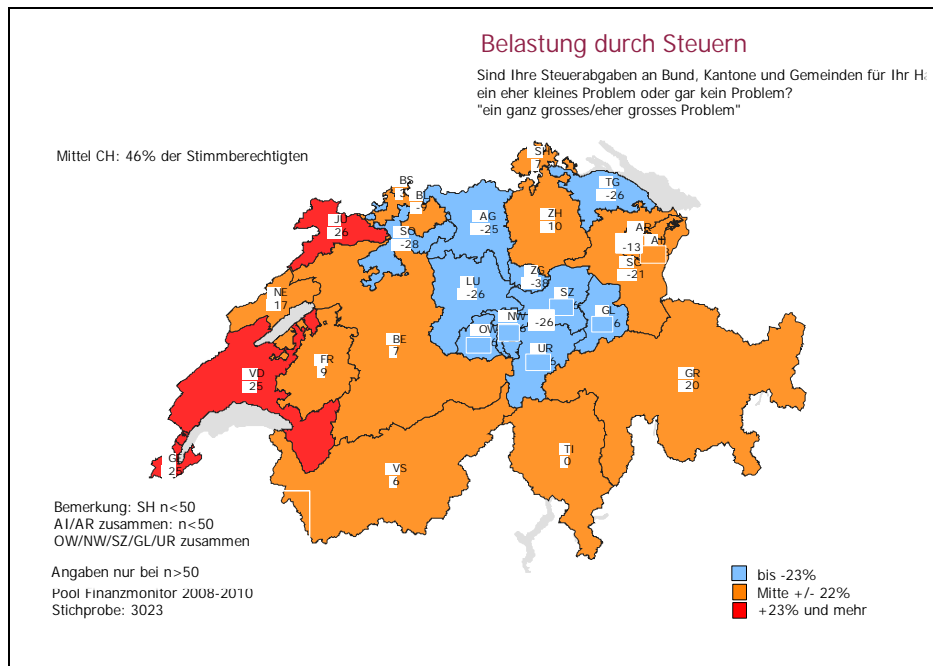 Belastung durch Steuern
Sind Ihre Steuerabgaben an Bund, Kantone und Gemeinden für Ihr
ein eher kleines Problem oder gar kein Problem?
"ein ganz grosses/eher grosses Problem"
Mittel CH: 46% der Stimmberechtigten
SH
7
BS
TG
-26
JU
26
AG
-25
ZH
10
AR
-13
SO
-28
SG
-21
ZG
LU
-26
SZ
NE
17
NW
-26
GL
OW
UR
BE
7
FR
9
VD
25
GR
20
GE
25
VS
6
TI
0
Bemerkung: SH n<50
AI/AR zusammen: n<50
OW/NW/SZ/GL/UR zusammen
Angaben nur bei n>50
Pool Finanzmonitor 2008-2010
Stichprobe: 3023
bis -23%
Mitte +/- 22%
+23% und mehr